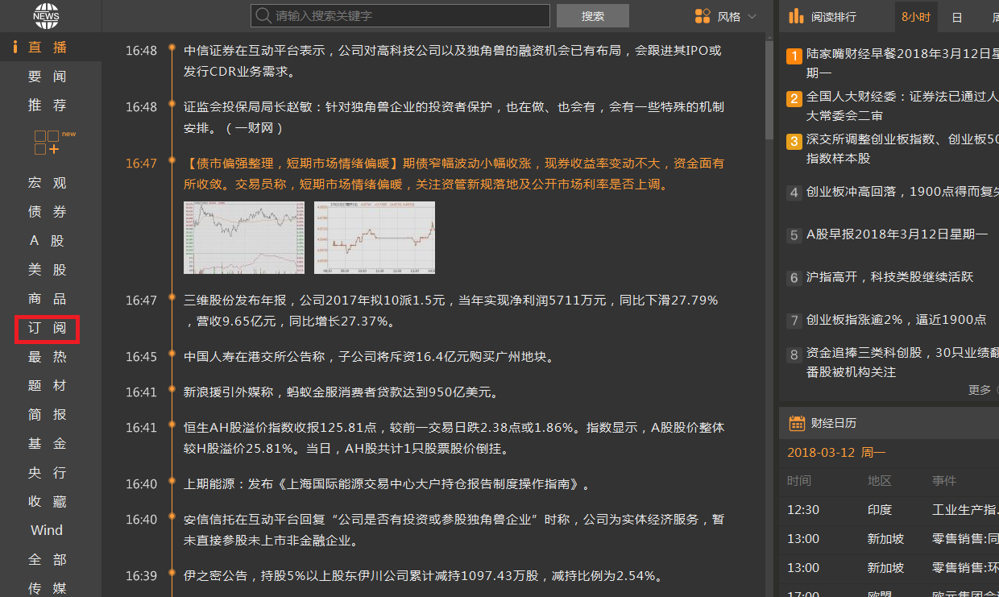 NEWS
请输入搜索关键字
搜索
风格
直 播
要 闻
推 荐
new
宏 观
债 券
A 股
美 股
商 品
订 阅
最 热
题 材
简 报
基 金
央 行
收 藏
Wind
全 部
传 媒
16:48 中信证券在互动平台表示，公司对高科技公司以及独角兽的融资机会已有布局，会跟进其IPO或
发行CDR业务需求。
16:48 证监会投保局局长赵敏：针对独角兽企业的投资者保护，也在做、也会有，会有一些特殊的机制
安排。（一财网）
16:47 【债市偏强整理，短期市场情绪偏暖】期债窄幅波动小幅收涨，现券收益率变动不大，资金面有
所收敛。交易员称，短期市场情绪偏暖，关注资管新规落地及公开市场利率是否上调。
16:47 三维股份发布年报，公司2017年拟10派1.5元，当年实现净利润5711万元，同比下滑27.79%
，营收9.65亿元，同比增长27.37%。
16:45 中国人寿在港交所公告称，子公司将斥资16.4亿元购买广州地块。
16:41 新浪援引外媒称，蚂蚁金服消费者贷款达到950亿美元。
16:41 恒生AH股溢价指数收报125.81点，较前一交易日跌2.38点或1.86%。指数显示，A股股价整体
较H股溢价25.81%。当日，AH股共计1只股票股价倒挂。
16:40 上期能源：发布《上海国际能源交易中心大户持仓报告制度操作指南》。
16:40 安信信托在互动平台回复“公司是否有投资或参股独角兽企业”时称，公司为实体经济服务，暂
未直接参股未上市非金融企业。
16:39 伊之密公告，持股5%以上股东伊川公司累计减持1097.43万股，减持比例为2.54%。
阅读排行 8小时 日 周
1 陆家嘴财经早餐2018年3月12日星
期一
2 全国人大财经委：证券法已通过人
大常委会二审
3 深交所调整创业板指数、创业板50
指数样本股
4 创业板冲高回落，1900点得而复失
5 A股早报2018年3月12日星期一
6 沪指高开，科技类股继续活跃
7 创业板指涨逾2%，逼近1900点
8 资金追捧三类科创股，30只业绩翻
番股被机构关注
更多
财经日历
2018-03-12 周一
时间 地区 事件
12:30 印度 工业生产指.
13:00 新加坡 零售销售:同
13:00 新加坡 零售销售:环
17:00 欧盟 欧元集团会